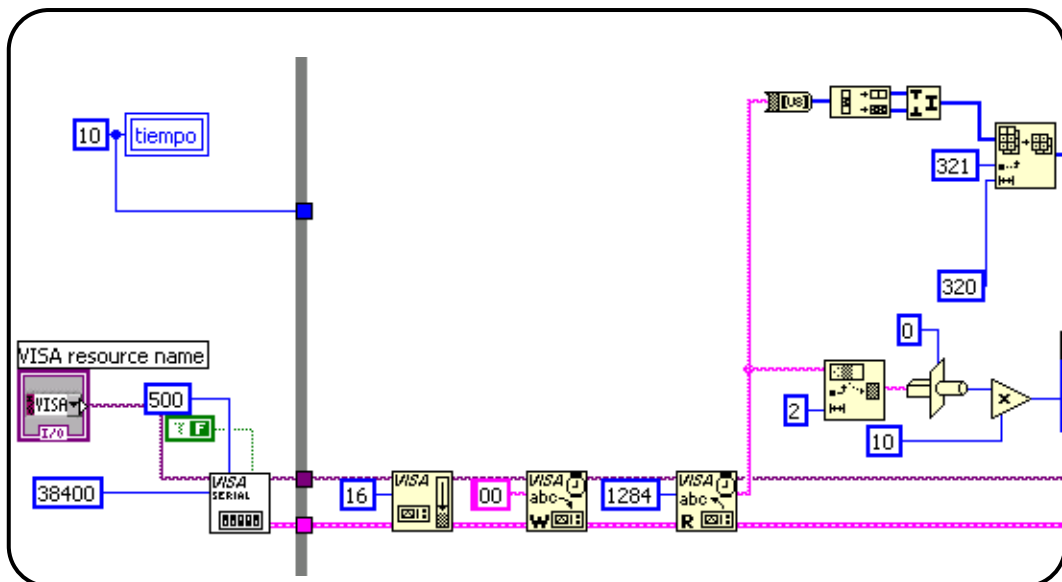 10
tiempo
[U8]
321
320
0
VISA resource name
VISA
I/O
500
F
2
10
38400
VISA
SERIAL
16
VISA
00
VISA
abc
W
1284
VISA
abc
R
x